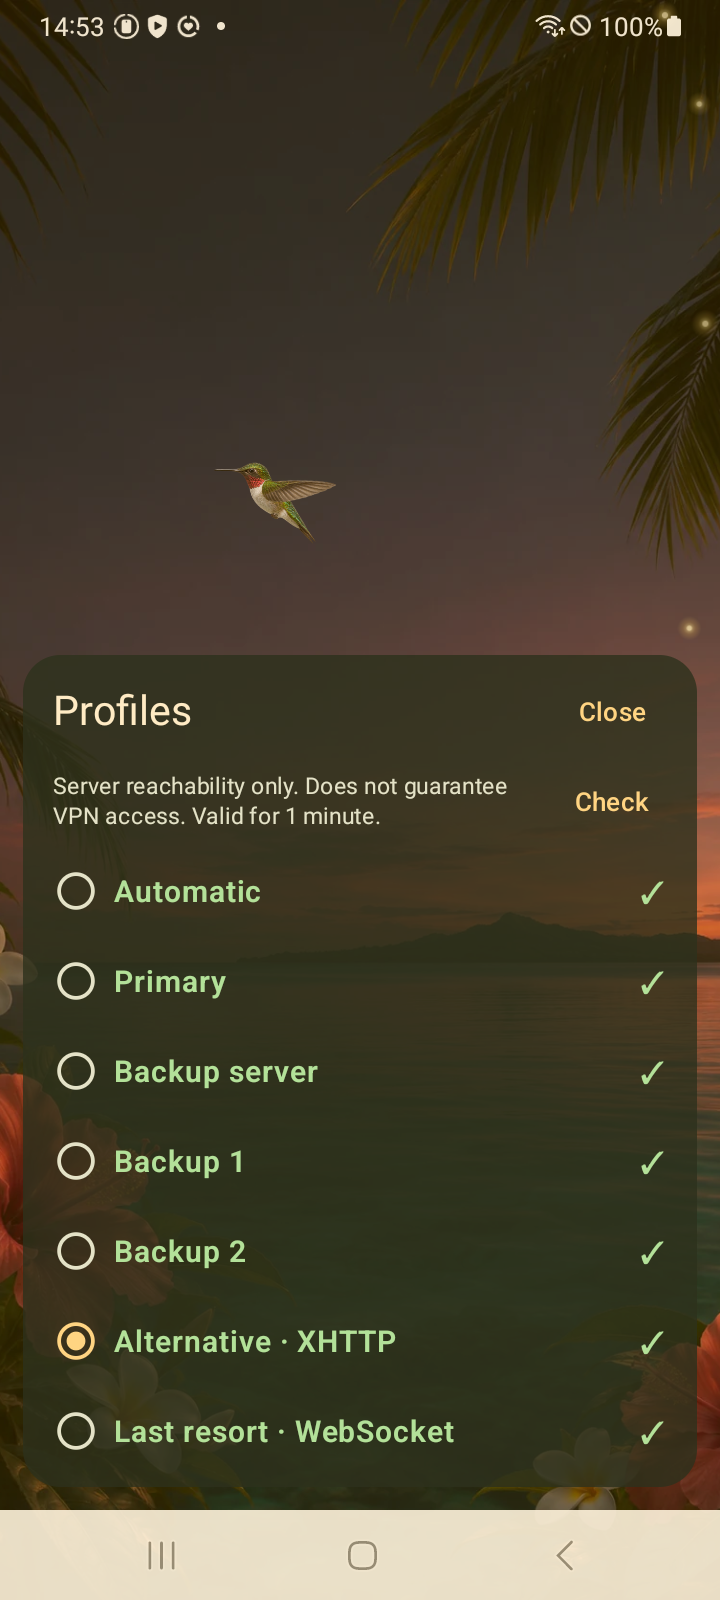 14:53
100%
Profiles
Close
Server reachability only. Does not guarantee
VPN access. Valid for 1 minute.
Check
Automatic ✓
Primary ✓
Backup server ✓
Backup 1 ✓
Backup 2 ✓
Alternative · XHTTP ✓
Last resort · WebSocket ✓